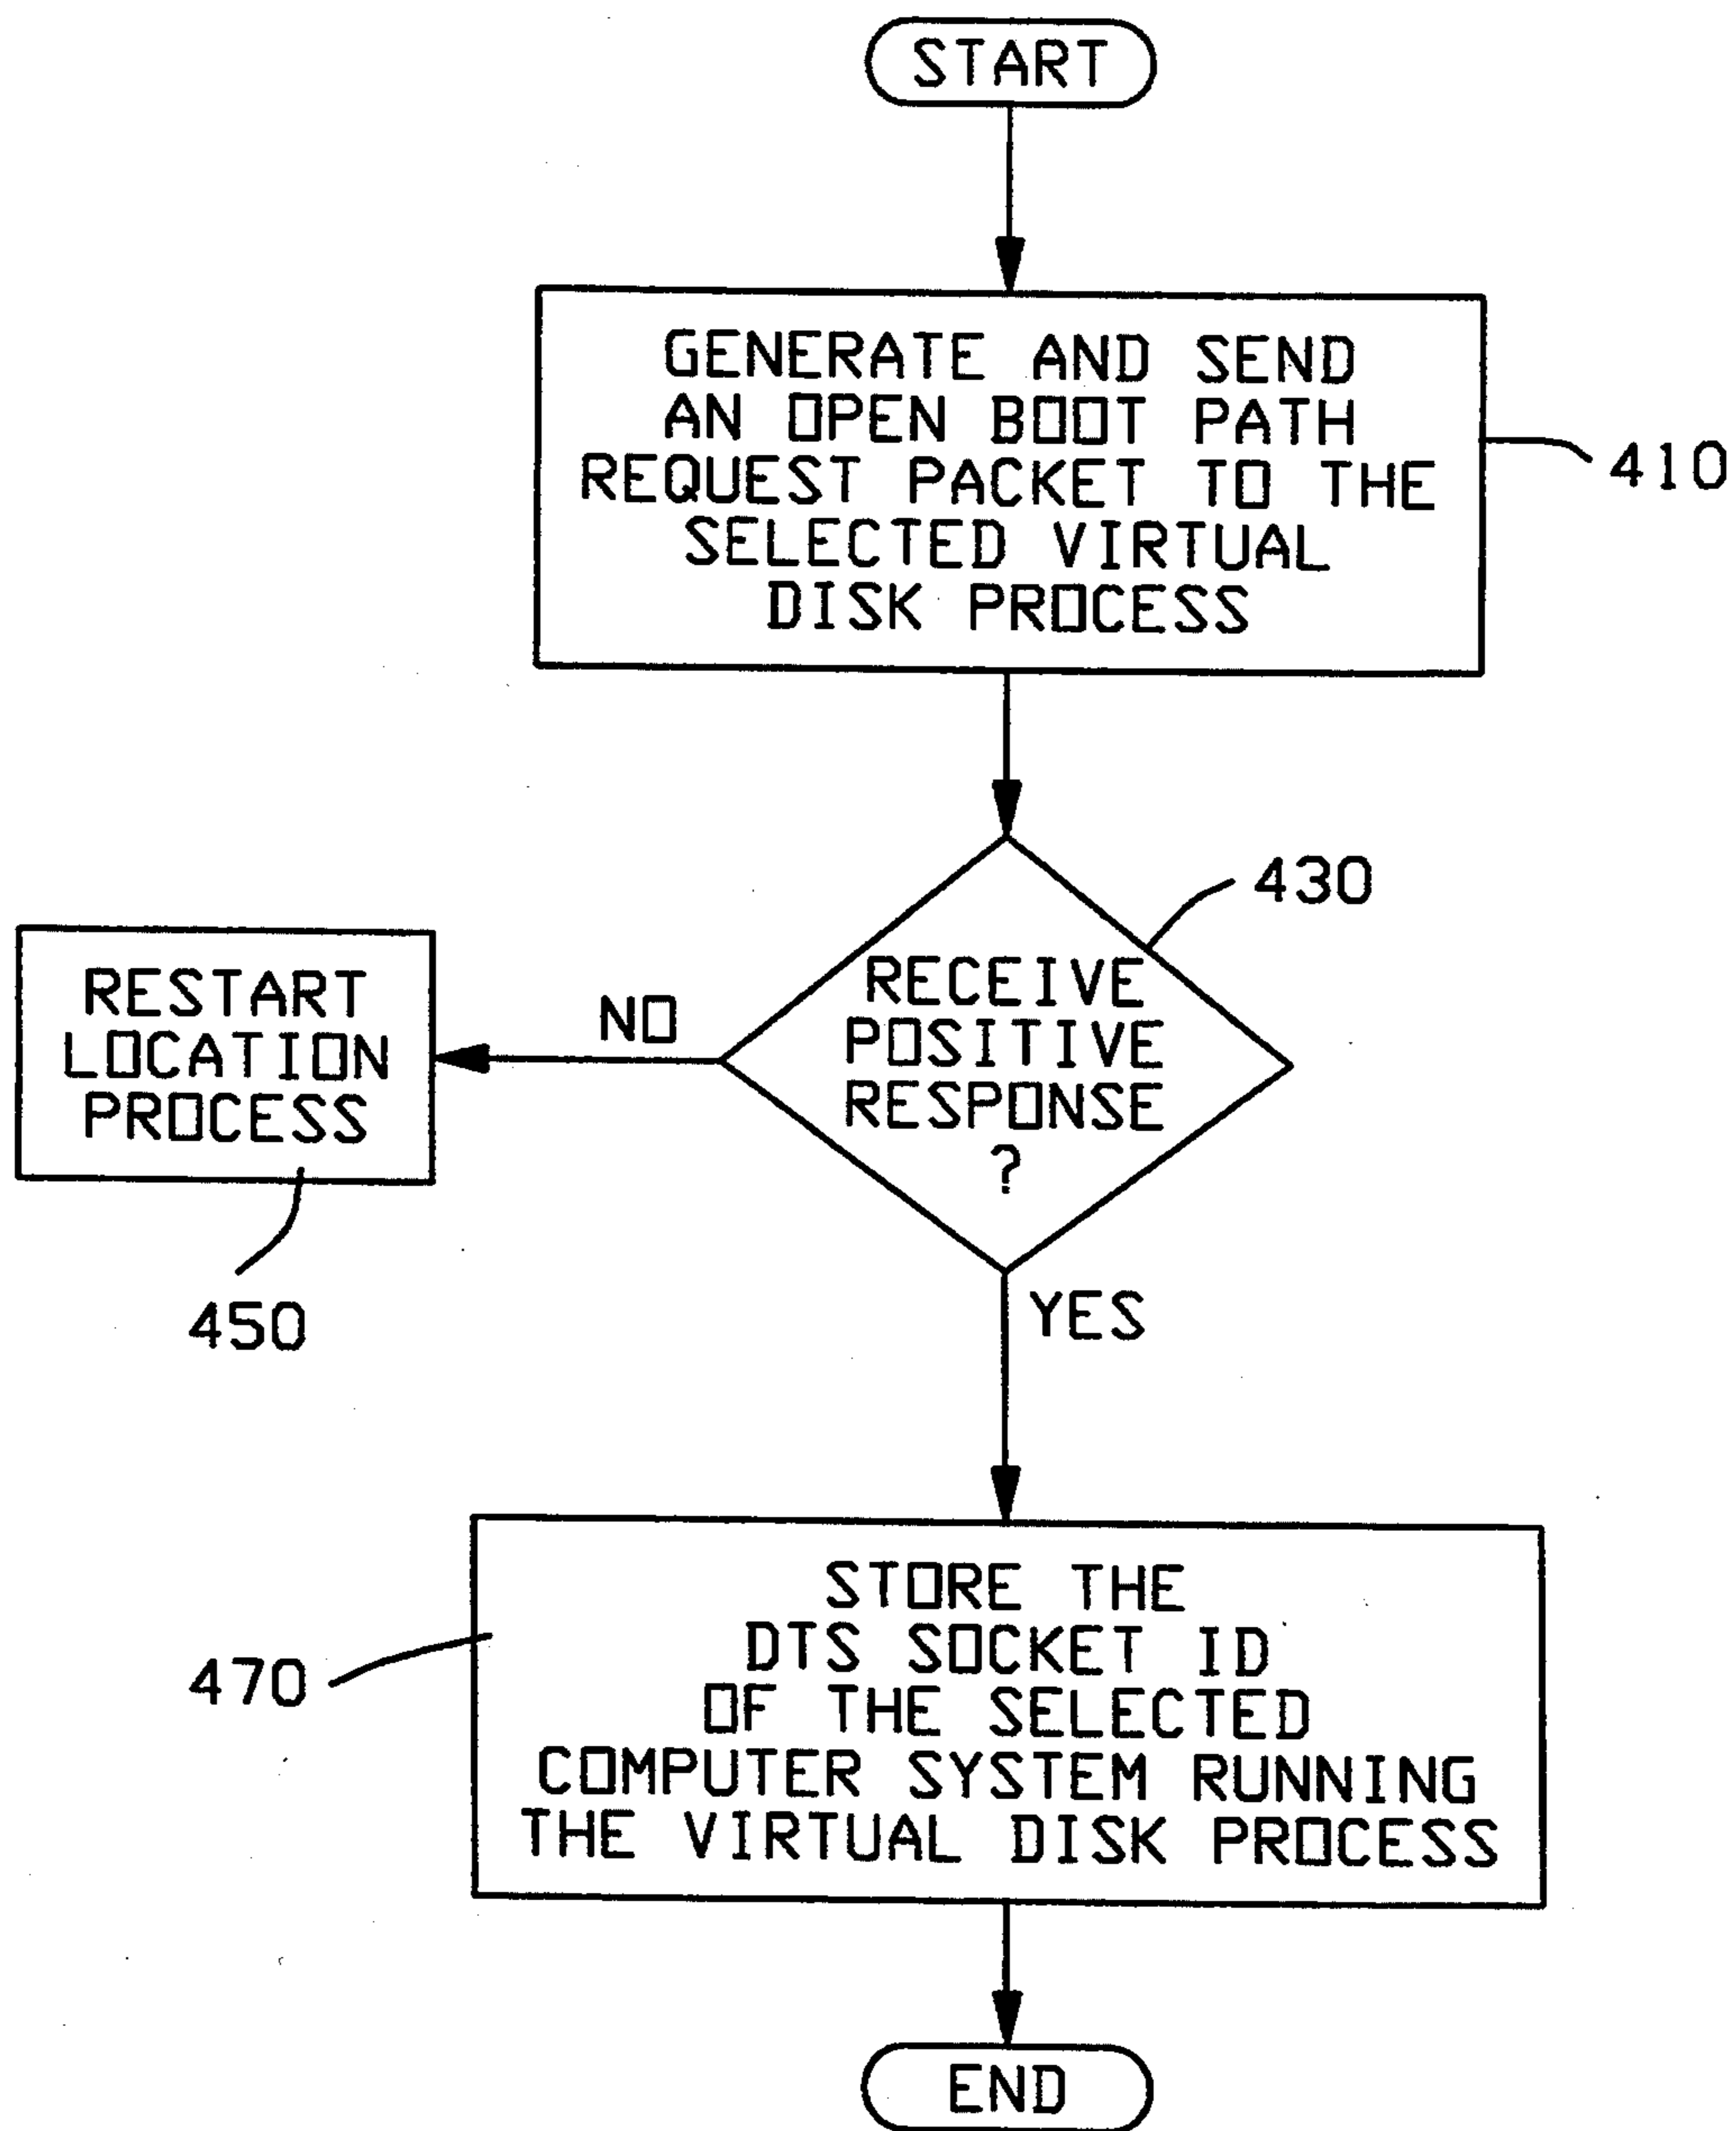 START
GENERATE AND SEND
AN OPEN BOOT PATH
REQUEST PACKET TO THE
SELECTED VIRTUAL
DISK PROCESS
410
430
RECEIVE
POSITIVE
RESPONSE
?
NO
RESTART
LOCATION
PROCESS
450
YES
STORE THE
DTS SOCKET ID
OF THE SELECTED
COMPUTER SYSTEM RUNNING
THE VIRTUAL DISK PROCESS
470
END